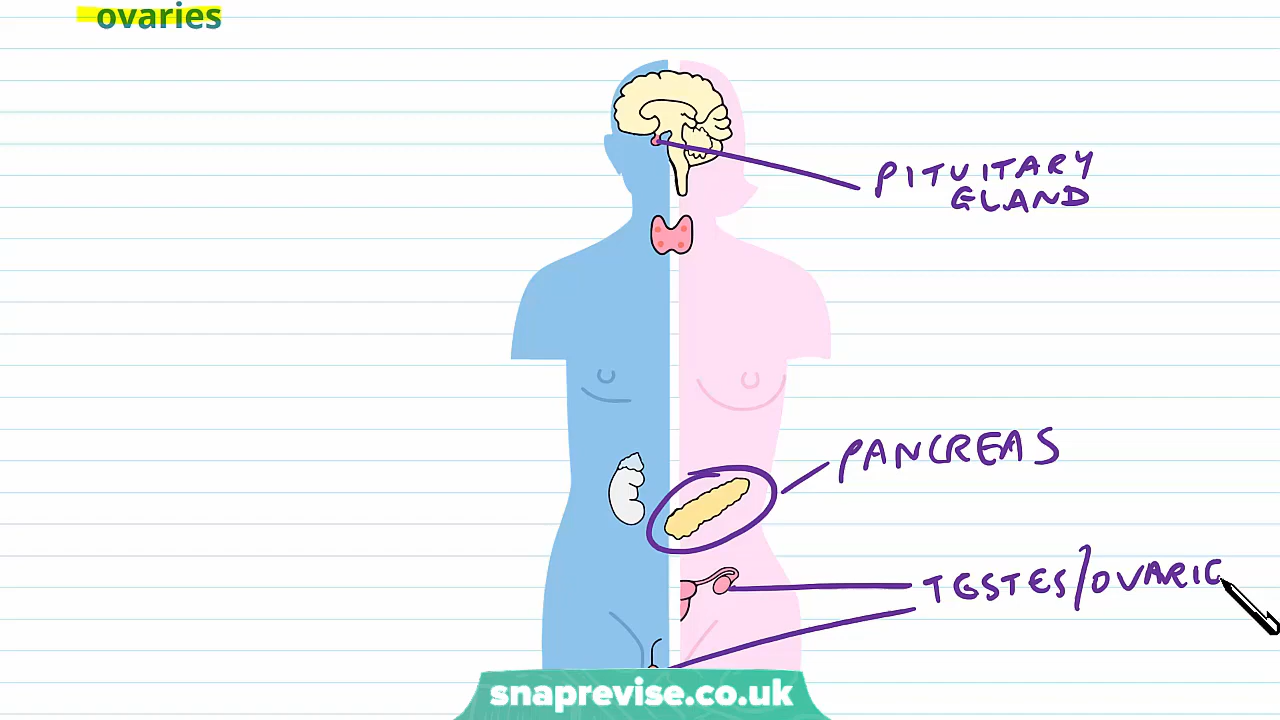 ovaries
PITUITARY
GLAND
PANCREAS
TESTES/OVARIE
snaprevise.co.uk